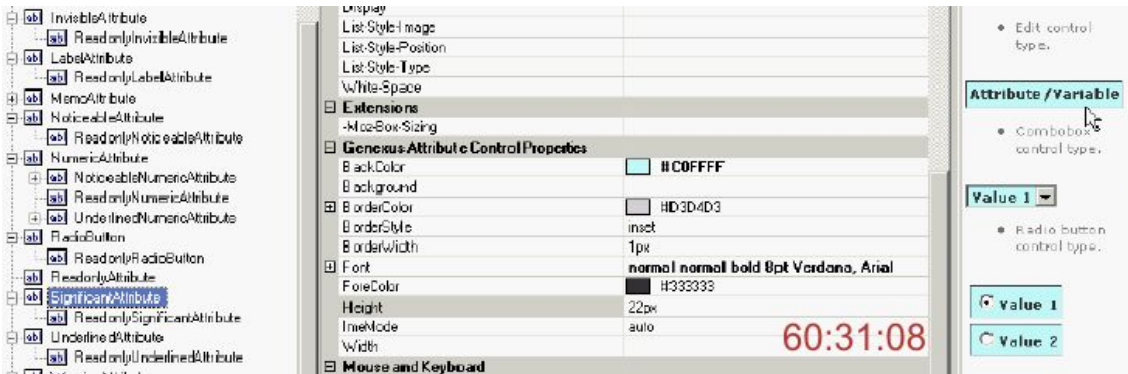 InvisibleAttribute
ReadonlyInvisibleAttribute
LabelAttribute
ReadonlyLabelAttribute
MemoAttribute
NoticeableAttribute
ReadonlyNoticeableAttribute
NumericAttribute
NoticeableNumericAttribute
ReadonlyNumericAttribute
UnderlinedNumericAttribute
RadioButton
ReadonlyRadioButton
ReadonlyAttribute
SignificantAttribute
ReadonlySignificantAttribute
UnderlinedAttribute
ReadonlyUnderlinedAttribute
Display
List-Style-Image
List-Style-Position
List-Style-Type
White-Space
Extensions
-Moz-Box-Sizing
Genexus Attribute Control Properties
BackColor #C0FFFF
Background
BorderColor #D3D4D3
BorderStyle inset
BorderWidth 1px
Font normal normal bold 8pt Verdana, Arial
ForeColor #333333
Height 22px
ImeMode auto
Width
Mouse and Keyboard
60:31:08
Edit control
type.
Attribute/Variable
Combobox
control type.
Value 1
Radio button
control type.
Value 1
Value 2